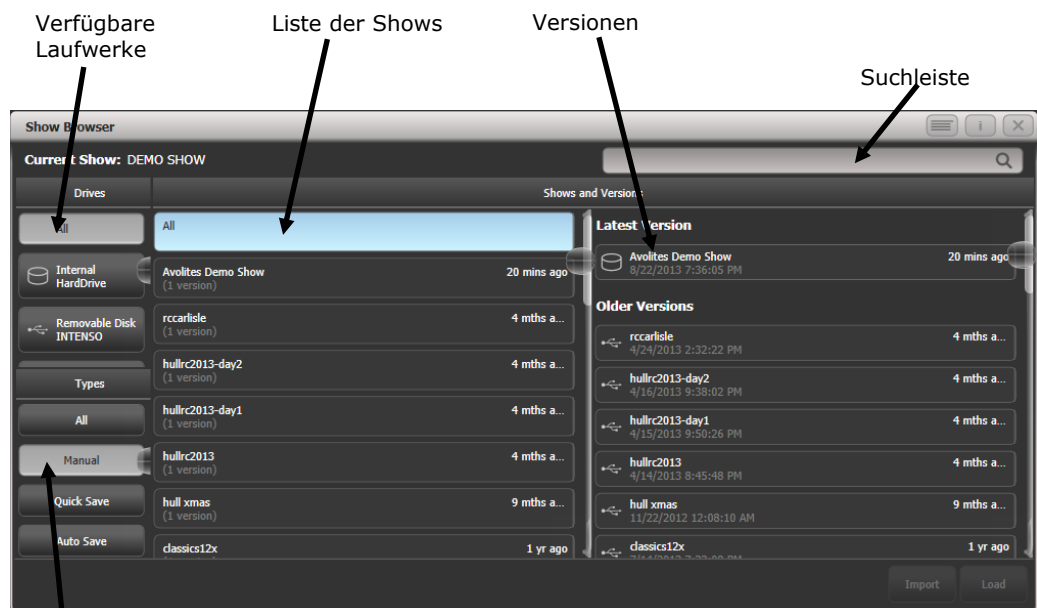 Verfügbare
Laufwerke
Liste der Shows
Versionen
Suchleiste
Show Browser
i
Current Show: DEMO SHOW
Drives
Shows and Versions
All
Internal
HardDrive
Removable Disk
INTENSO
Types
All
Manual
Quick Save
Auto Save
All
Avolites Demo Show 20 mins ago
(1 version)
rccarlisle 4 mths a...
(1 version)
hullrc2013-day2 4 mths a...
(1 version)
hullrc2013-day1 4 mths a...
(1 version)
hullrc2013 4 mths a...
(1 version)
hull xmas 9 mths a...
(1 version)
classics12x 1 yr ago
Latest Version
Avolites Demo Show 20 mins ago
8/22/2013 7:36:05 PM
Older Versions
rccarlisle 4 mths a...
4/24/2013 2:32:22 PM
hullrc2013-day2 4 mths a...
4/16/2013 9:38:02 PM
hullrc2013-day1 4 mths a...
4/15/2013 9:50:26 PM
hullrc2013 4 mths a...
4/14/2013 8:45:48 PM
hull xmas 9 mths a...
11/22/2012 12:08:10 AM
classics12x 1 yr ago
Import Load